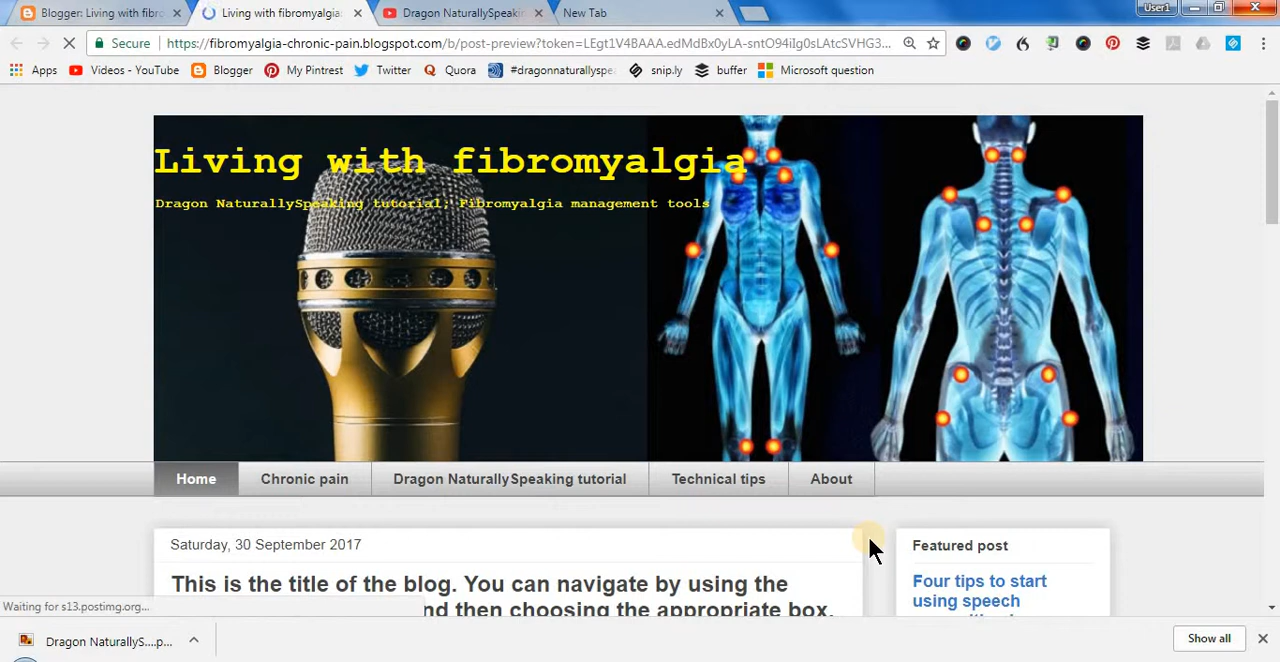 Blogger: Living with fibro
Living with fibromyalgia:
Dragon NaturallySpeakin
New Tab
User1
Secure
https://fibromyalgia-chronic-pain.blogspot.com/b/post-preview?token=LEgt1V4BAAA.edMdBx0yLA-sntO94iIg0sLAtcSVHG3...
Apps
Videos - YouTube
Blogger
My Pintrest
Twitter
Quora
#dragonnaturallyspe
snip.ly
buffer
Microsoft question
Living with fibromyalgia
Dragon NaturallySpeaking tutorial; Fibromyalgia management tools
Home
Chronic pain
Dragon NaturallySpeaking tutorial
Technical tips
About
Saturday, 30 September 2017
This is the title of the blog. You can navigate by using the
nd then choosing the appropriate box.
Featured post
Four tips to start
using speech
Waiting for s13.postimg.org...
Dragon NaturallyS....p...
Show all